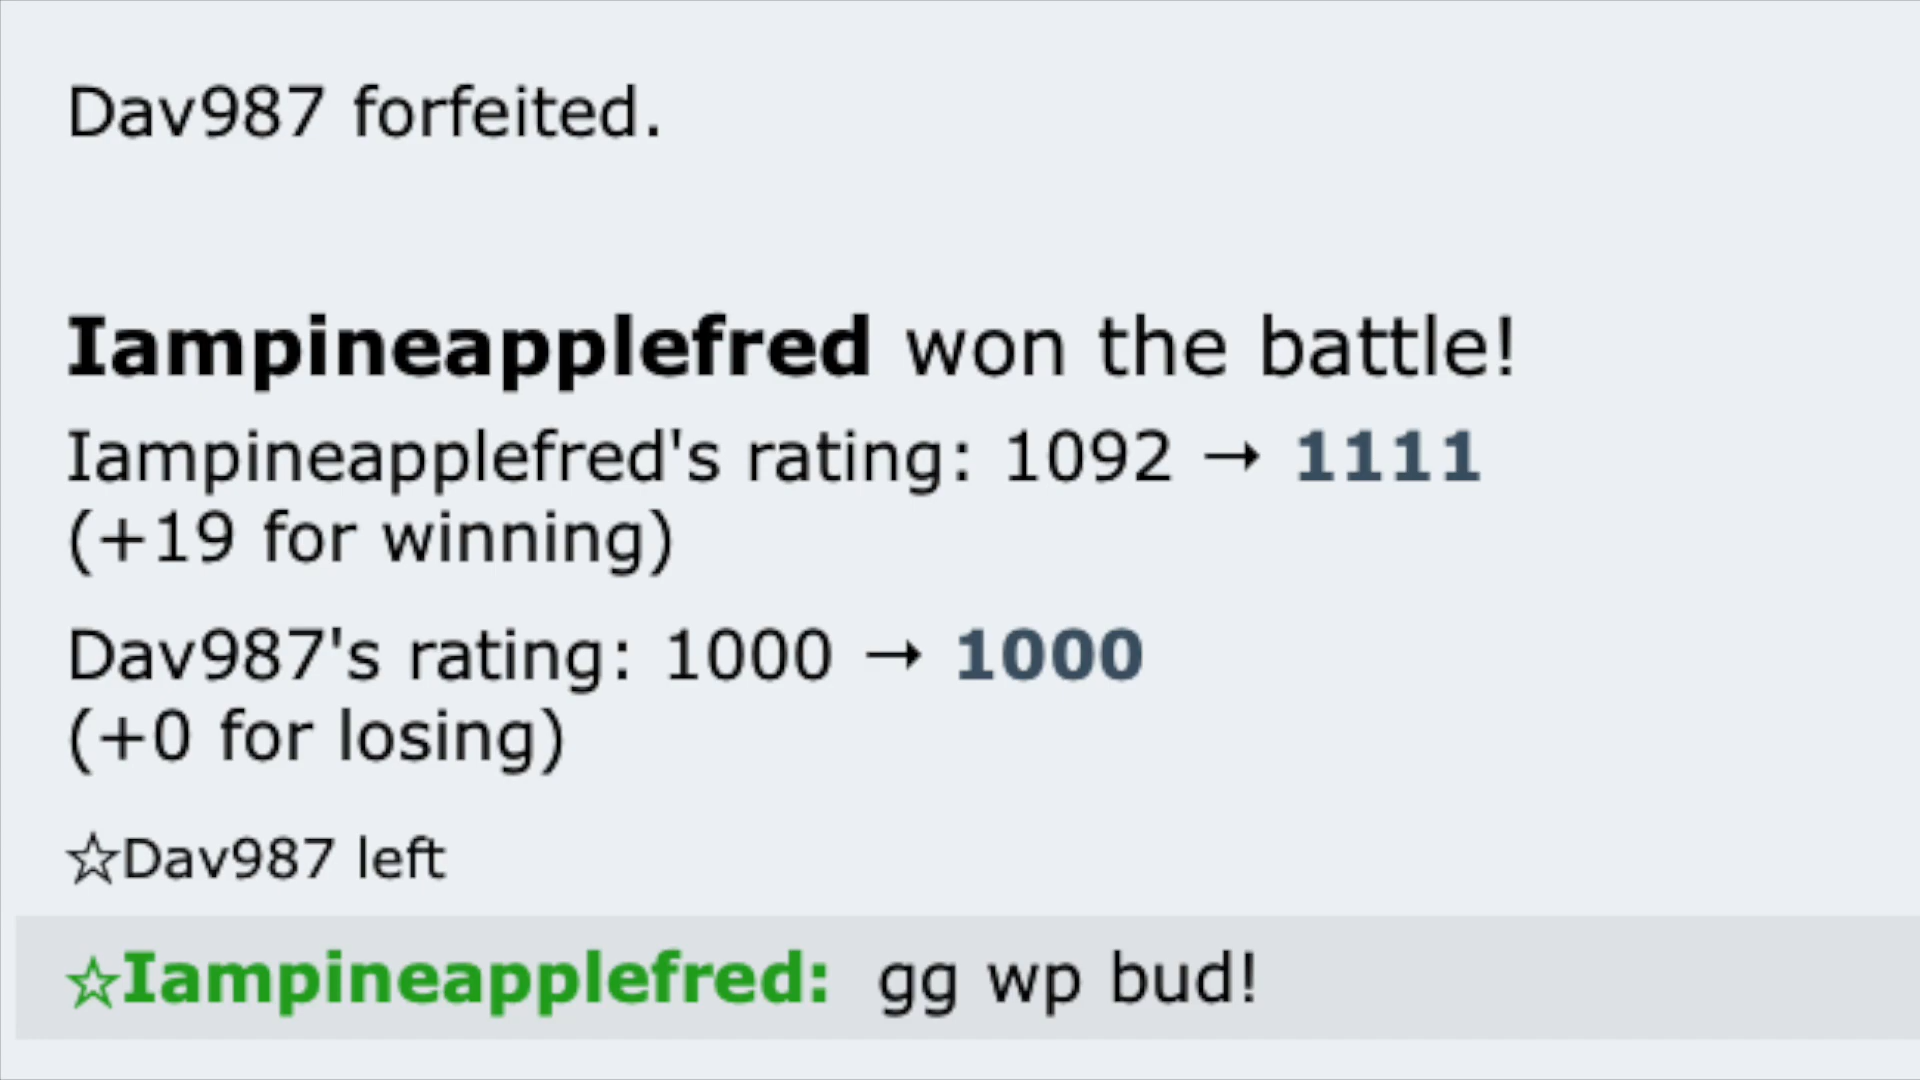 Dav987 forfeited.
Iampineapplefred won the battle!
Iampineapplefred's rating: 1092 → 1111
(+19 for winning)
Dav987's rating: 1000 → 1000
(+0 for losing)
☆Dav987 left
☆Iampineapplefred: gg wp bud!